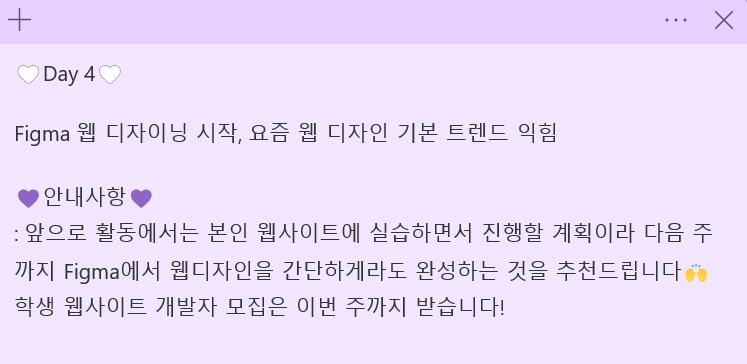 🤍Day 4🤍
Figma 웹 디자이닝 시작, 요즘 웹 디자인 기본 트렌드 익힘
💜안내사항💜
: 앞으로 활동에서는 본인 웹사이트에 실습하면서 진행할 계획이라 다음 주
까지 Figma에서 웹디자인을 간단하게라도 완성하는 것을 추천드립니다🙌
학생 웹사이트 개발자 모집은 이번 주까지 받습니다!